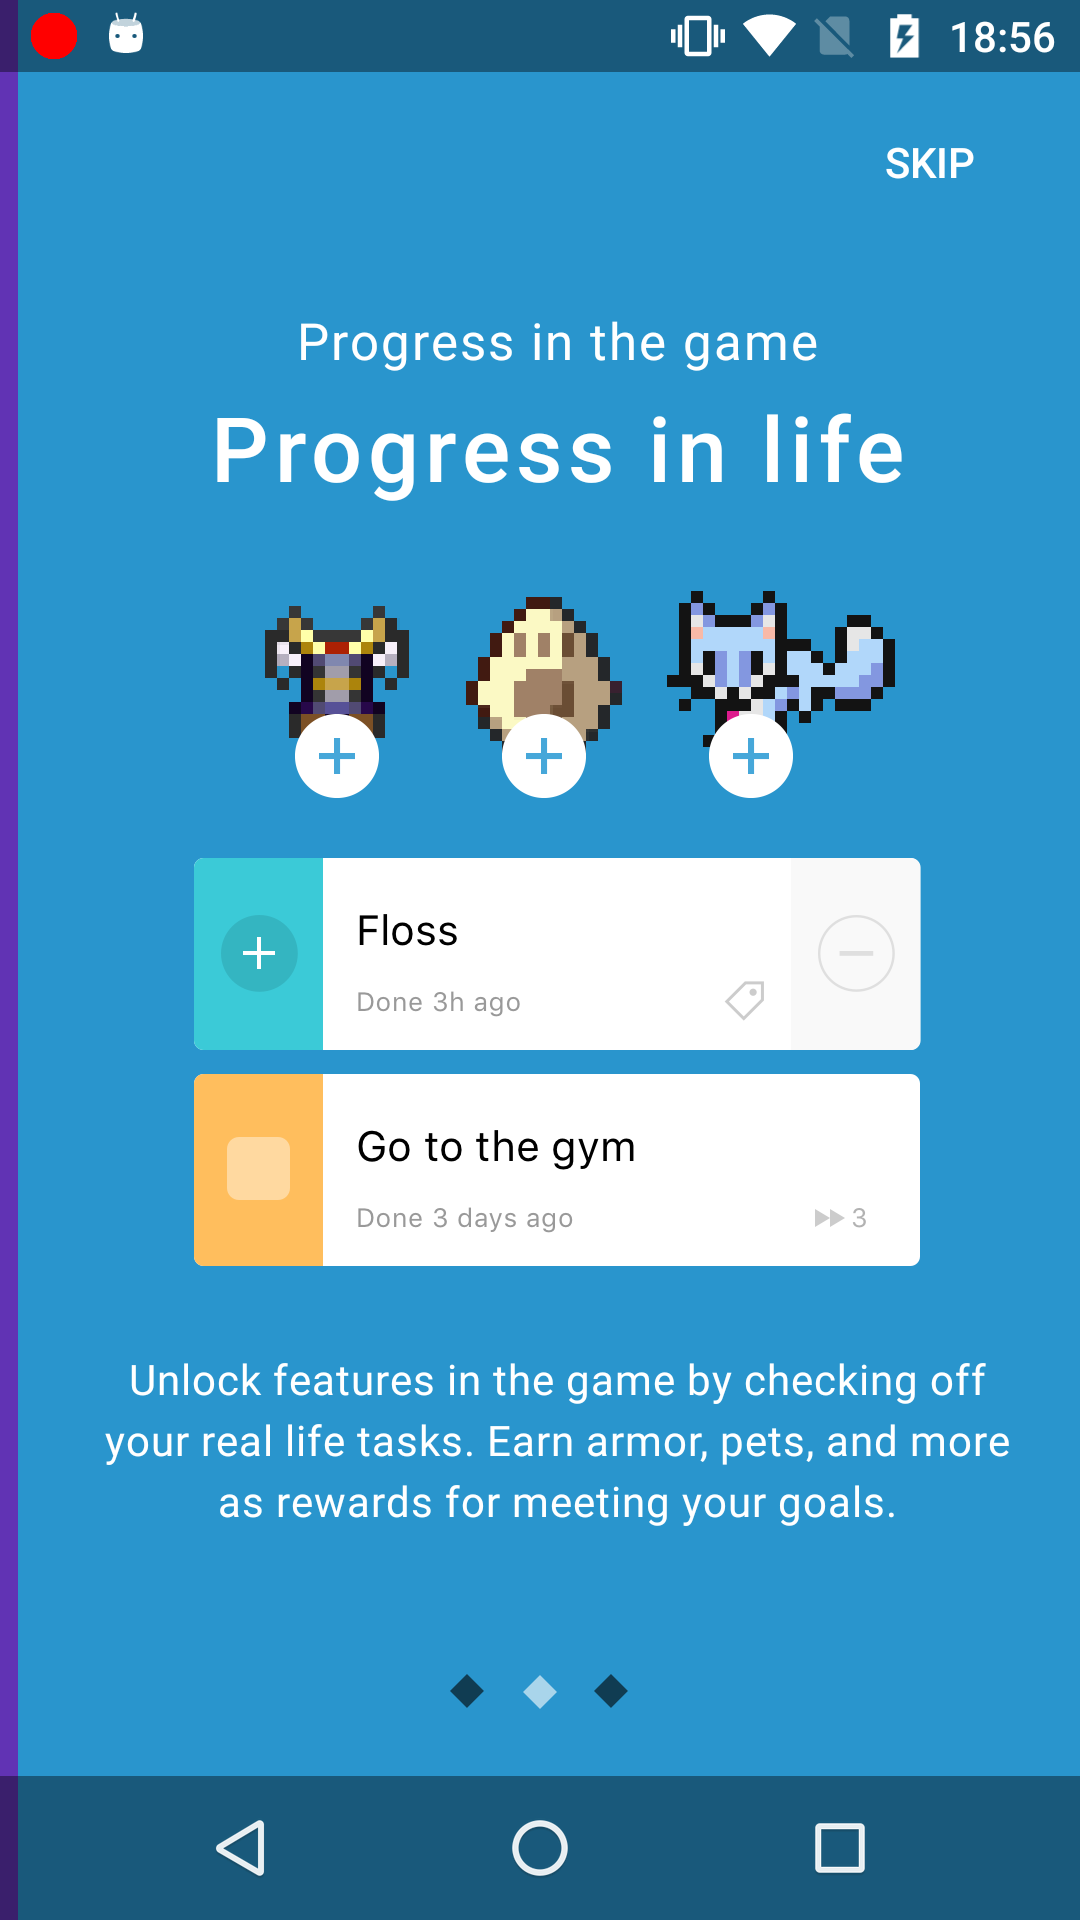 18:56
SKIP
Progress in the game
Progress in life
Floss
Done 3h ago
Go to the gym
Done 3 days ago
3
Unlock features in the game by checking off
your real life tasks. Earn armor, pets, and more
as rewards for meeting your goals.